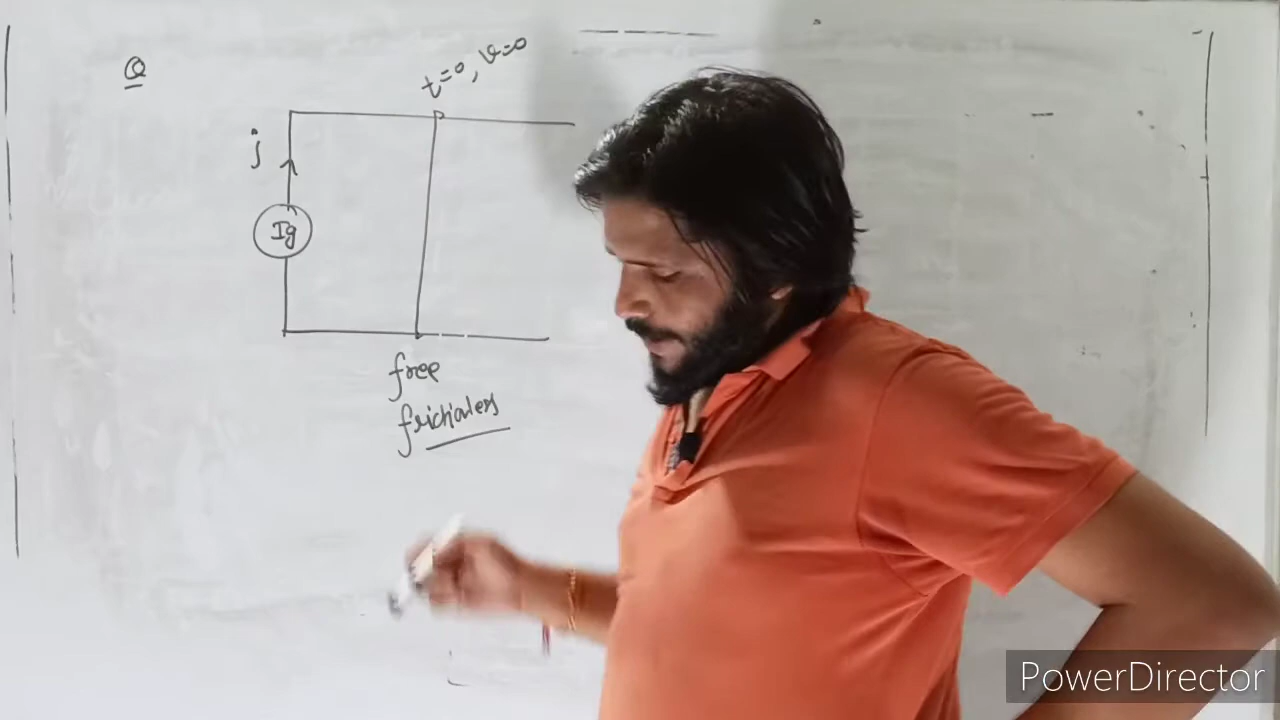 Q
t=0, v=0
j
Ig
free
frictionless
PowerDirector